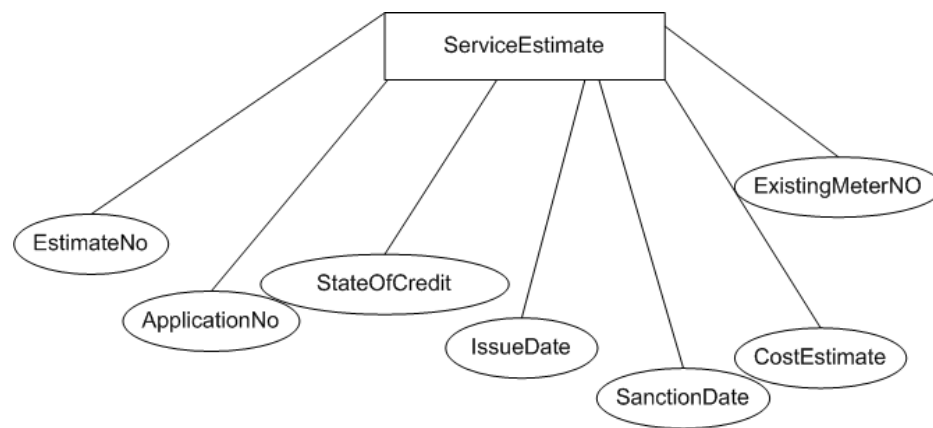 ServiceEstimate
ExistingMeterNO
EstimateNo
StateOfCredit
ApplicationNo
IssueDate
CostEstimate
SanctionDate